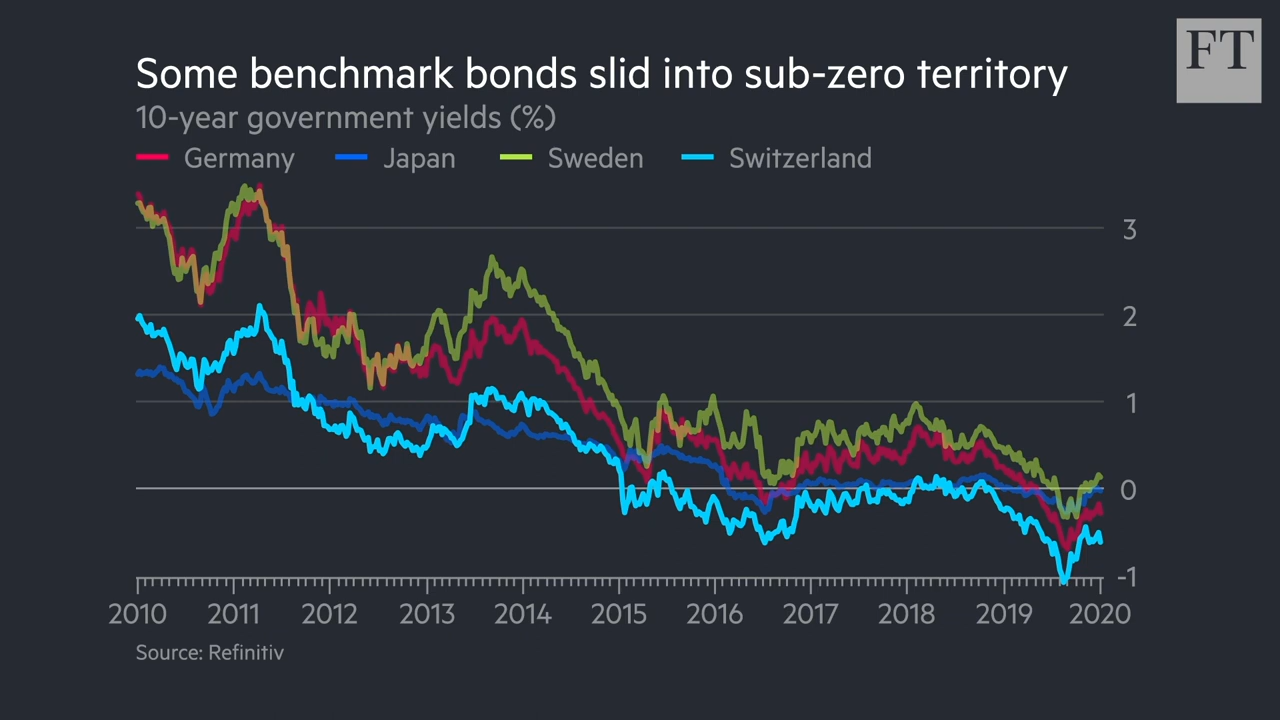 FT
Some benchmark bonds slid into sub-zero territory
10-year government yields (%)
Germany Japan Sweden Switzerland
3
2
1
0
-1
2010 2011 2012 2013 2014 2015 2016 2017 2018 2019 2020
Source: Refinitiv